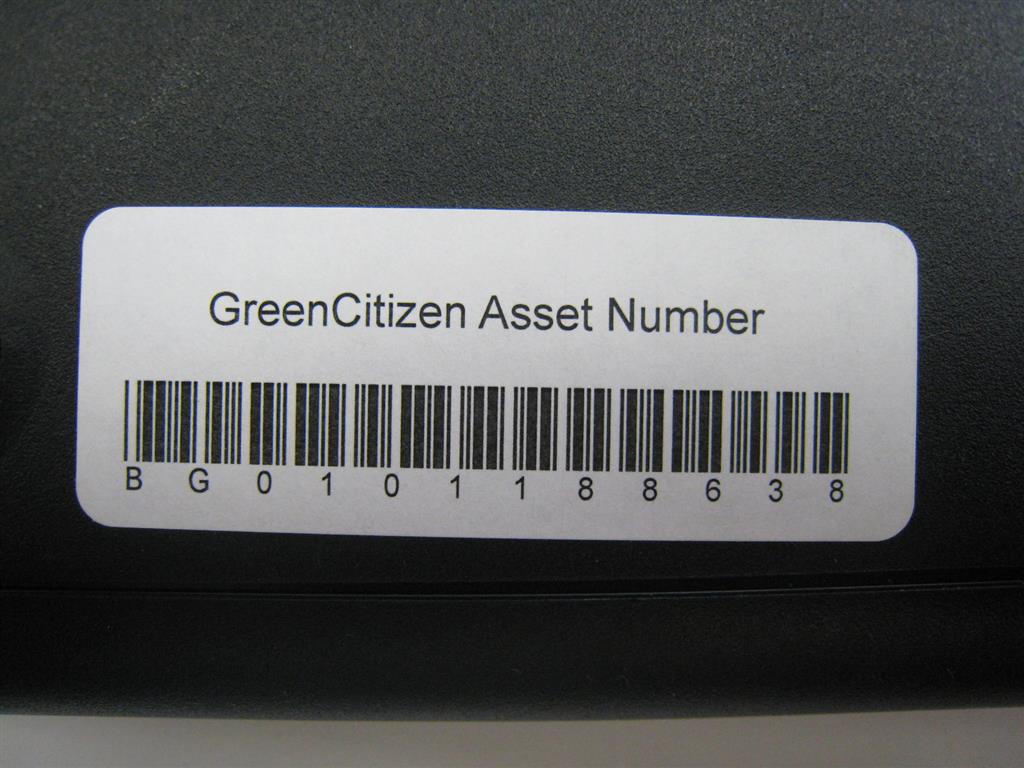 GreenCitizen Asset Number
B G 0 1 0 1 1 8 8 6 3 8